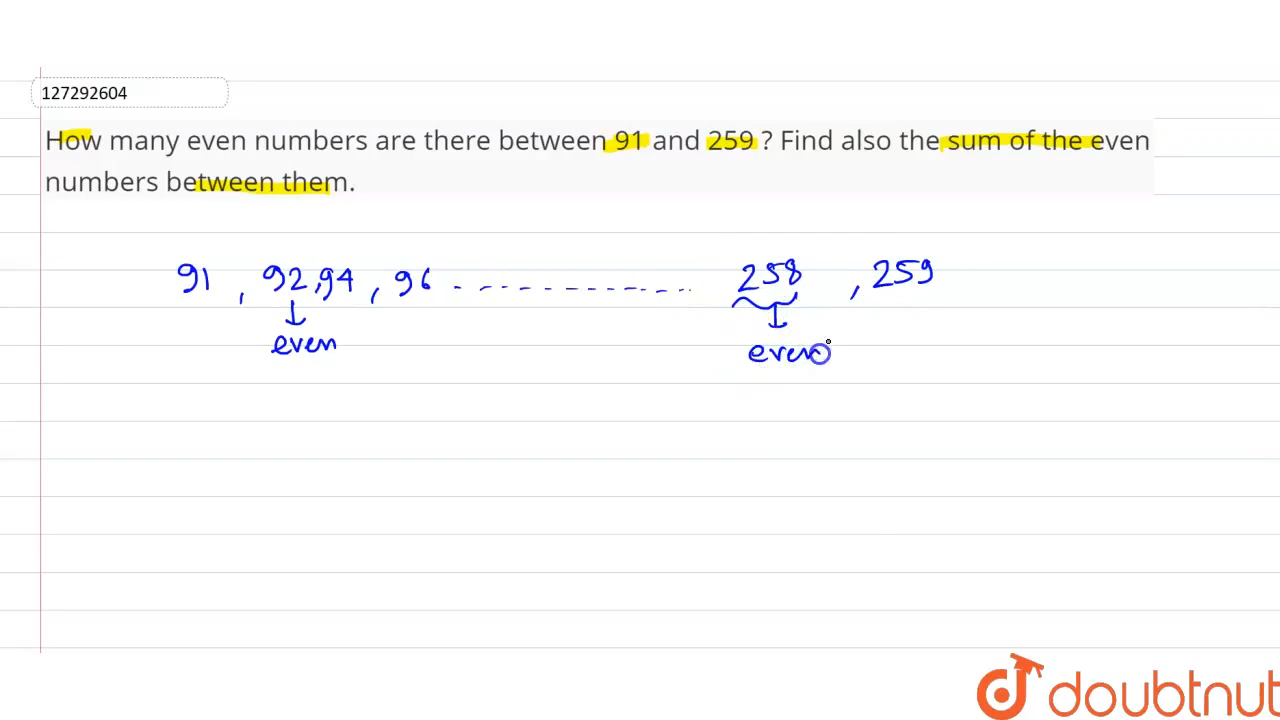 127292604
How many even numbers are there between 91 and 259 ? Find also the sum of the even
numbers between them.
91 , 92,94 , 96 ---------------- 258 , 259
even even
doubtnut